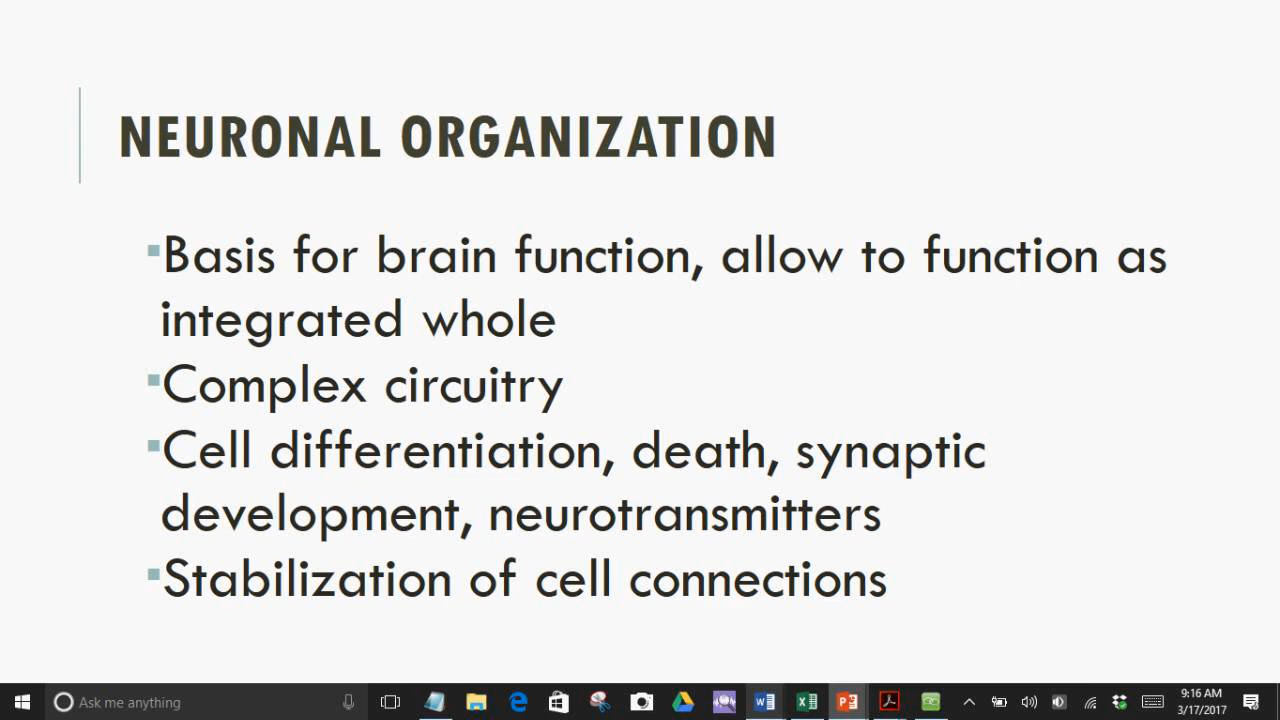 NEURONAL ORGANIZATION
Basis for brain function, allow to function as
integrated whole
Complex circuitry
Cell differentiation, death, synaptic
development, neurotransmitters
Stabilization of cell connections
Ask me anything
9:16 AM
3/17/2017